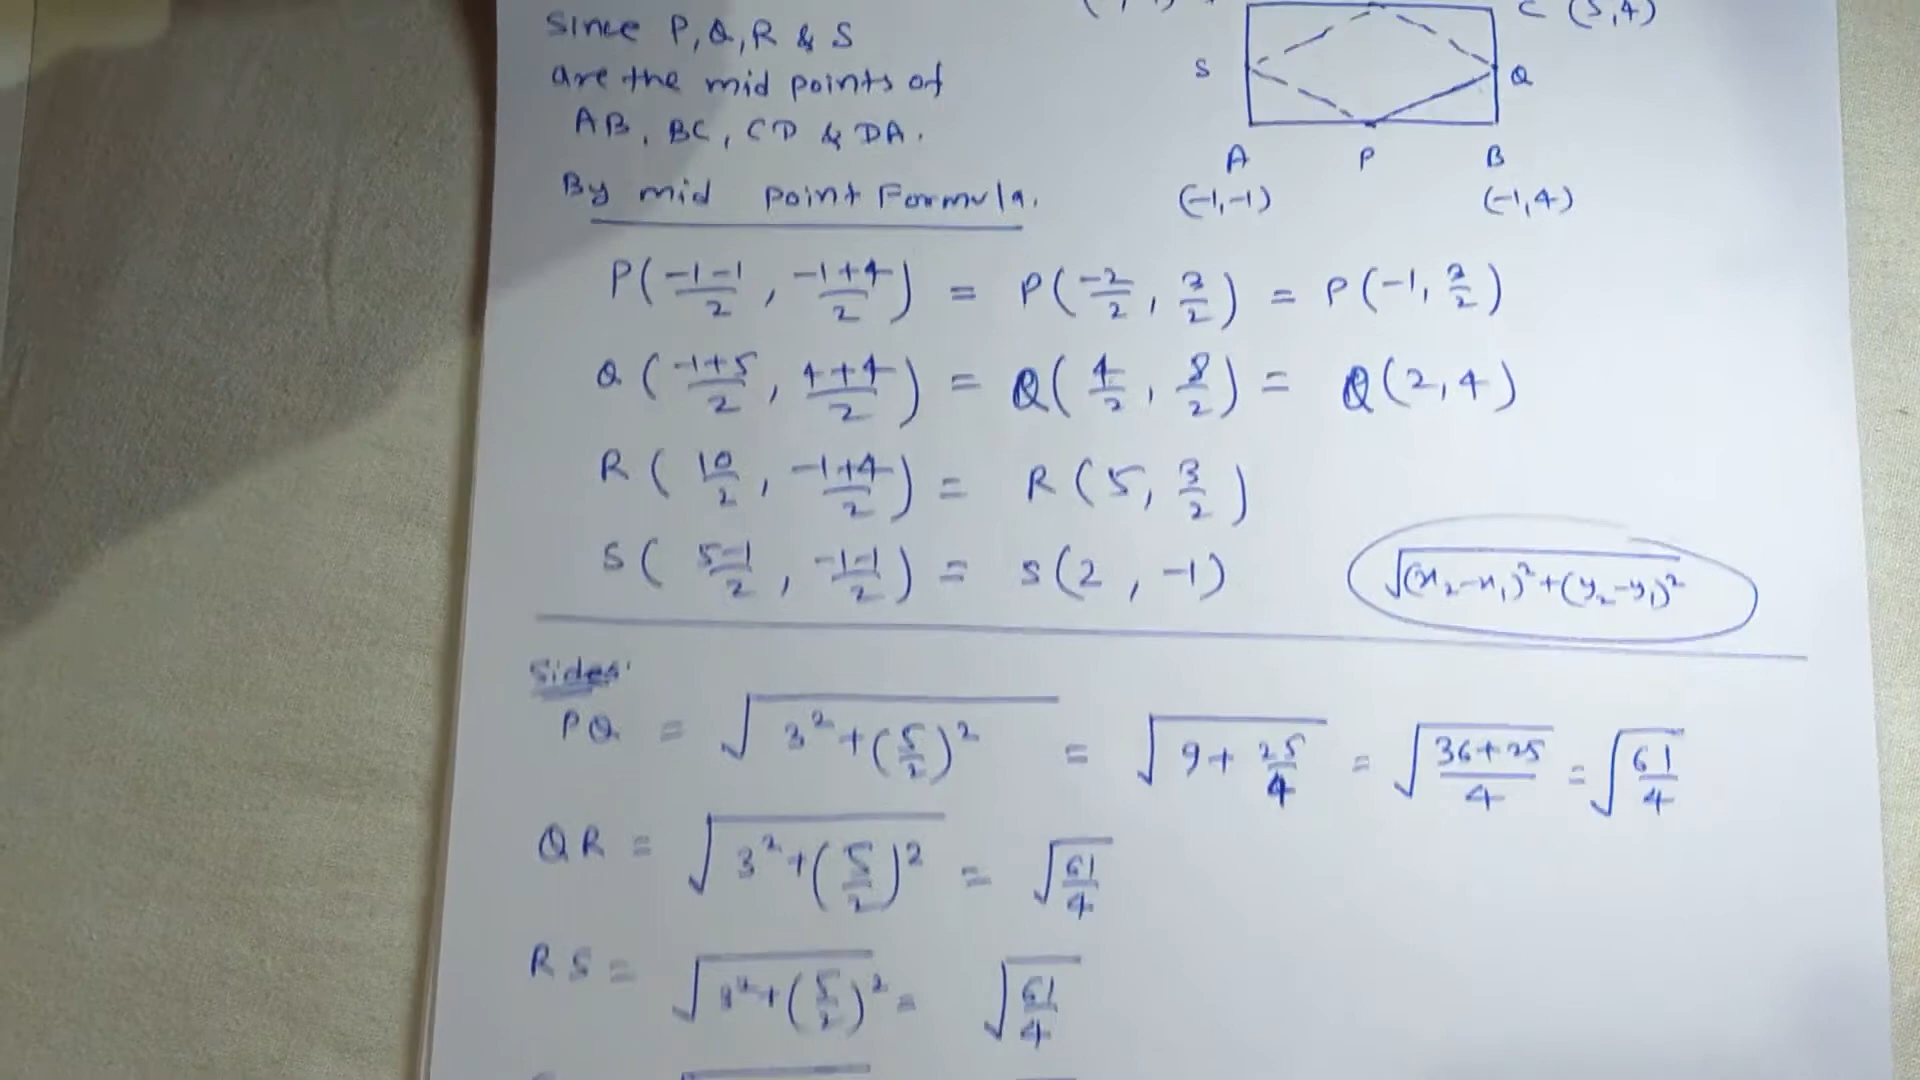 Since P, Q, R & S
are the mid points of
AB, BC, CD & DA.
By mid point Formula.
C (5,4)
S
Q
A P B
(-1,-1) (-1,4)
P(-1-1/2, -1+4/2) = P(-2/2, 3/2) = P(-1, 3/2)
Q(-1+5/2, 4+4/2) = Q(4/2, 8/2) = Q(2,4)
R(10/2, -1+4/2) = R(5, 3/2)
S(5-1/2, -1-1/2) = S(2, -1)
√(x₂-x₁)²+(y₂-y₁)²
Sides:
PQ = √3²+(5/2)² = √9+25/4 = √36+25/4 = √61/4
QR = √3²+(5/2)² = √61/4
RS = √3²+(5/2)² = √61/4